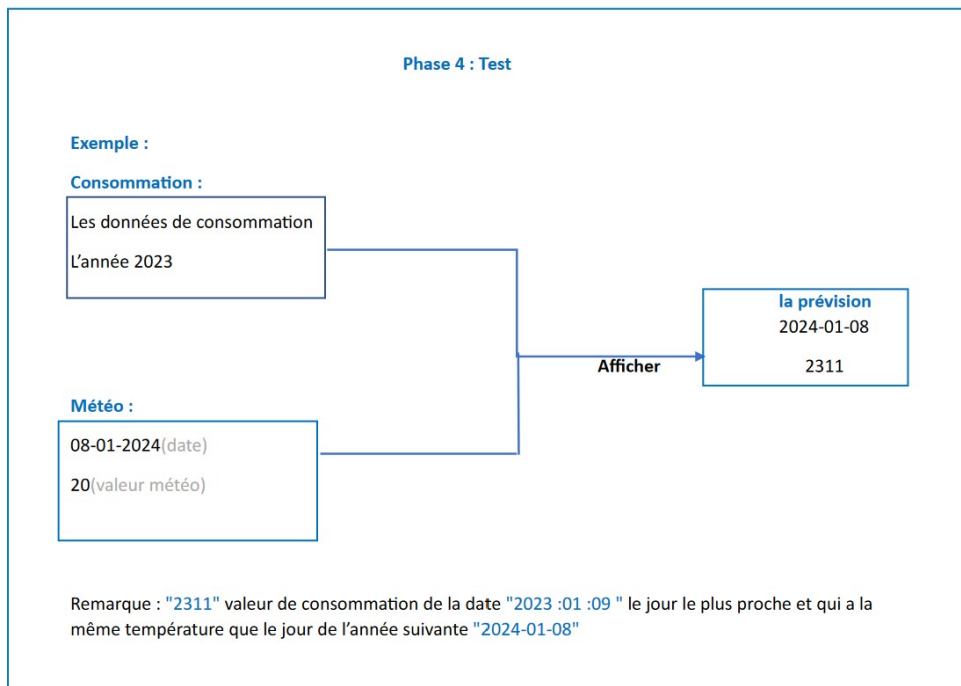 Phase 4 : Test
Exemple :
Consommation :
Les données de consommation
L’année 2023
la prévision
2024-01-08
2311
Afficher
Météo :
08-01-2024(date)
20(valeur météo)
Remarque : "2311" valeur de consommation de la date "2023 :01 :09 " le jour le plus proche et qui a la
même température que le jour de l’année suivante "2024-01-08"